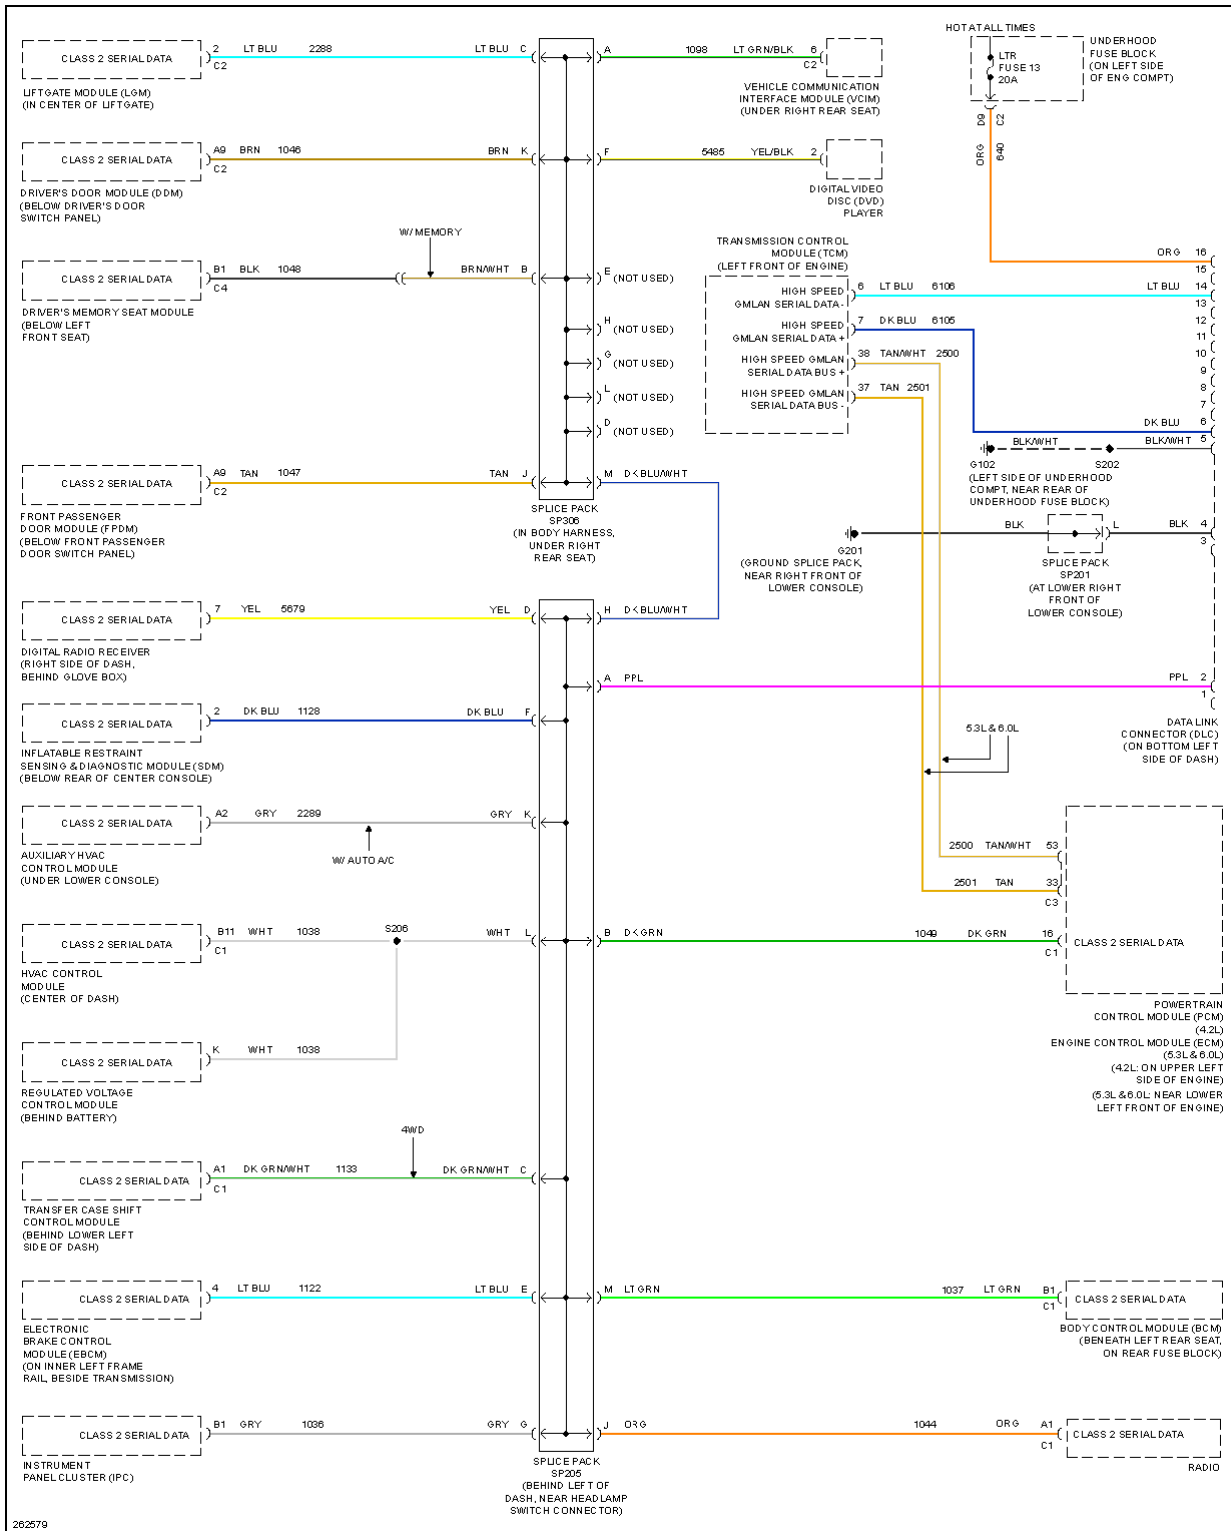 HOT AT ALL TIMES
LTR
FUSE 13
20A
UNDERHOOD
FUSE BLOCK
(ON LEFT SIDE
OF ENG COMPT)
D9
C2
ORG
640
CLASS 2 SERIAL DATA
2 LT BLU 2288 LT BLU C
C2
LIFTGATE MODULE (LGM)
(IN CENTER OF LIFTGATE)
A 1098 LT GRN/BLK 6
C2
VEHICLE COMMUNICATION
INTERFACE MODULE (VCIM)
(UNDER RIGHT REAR SEAT)
CLASS 2 SERIAL DATA
A9 BRN 1046 BRN K
C2
DRIVER'S DOOR MODULE (DDM)
(BELOW DRIVER'S DOOR
SWITCH PANEL)
F 5485 YEL/BLK 2
DIGITAL VIDEO
DISC (DVD)
PLAYER
W/ MEMORY
CLASS 2 SERIAL DATA
B1 BLK 1048 BRN/WHT B
C4
DRIVER'S MEMORY SEAT MODULE
(BELOW LEFT
FRONT SEAT)
E (NOT USED)
H (NOT USED)
G (NOT USED)
L (NOT USED)
D (NOT USED)
TRANSMISSION CONTROL
MODULE (TCM)
(LEFT FRONT OF ENGINE)
HIGH SPEED
GMLAN SERIAL DATA-
6 LT BLU 6106
HIGH SPEED
GMLAN SERIAL DATA +
7 DK BLU 6105
HIGH SPEED GMLAN
SERIAL DATA BUS +
38 TAN/WHT 2500
HIGH SPEED GMLAN
SERIAL DATA BUS -
37 TAN 2501
ORG 16
15
LT BLU 14
13
12
11
10
9
8
7
DK BLU 6
BLK/WHT
BLK/WHT 5
G102
S202
(LEFT SIDE OF UNDERHOOD
COMPT, NEAR REAR OF
UNDERHOOD FUSE BLOCK)
CLASS 2 SERIAL DATA
A9 TAN 1047 TAN J
C2
FRONT PASSENGER
DOOR MODULE (FPDM)
(BELOW FRONT PASSENGER
DOOR SWITCH PANEL)
M DK BLU/WHT
SPLICE PACK
SP306
(IN BODY HARNESS,
UNDER RIGHT
REAR SEAT)
BLK
L
BLK 4
3
G201
(GROUND SPLICE PACK,
NEAR RIGHT FRONT OF
LOWER CONSOLE)
SPLICE PACK
SP201
(AT LOWER RIGHT
FRONT OF
LOWER CONSOLE)
CLASS 2 SERIAL DATA
7 YEL 5679 YEL D
DIGITAL RADIO RECEIVER
(RIGHT SIDE OF DASH,
BEHIND GLOVE BOX)
H DK BLU/WHT
A PPL
PPL 2
1
DATA LINK
CONNECTOR (DLC)
(ON BOTTOM LEFT
SIDE OF DASH)
CLASS 2 SERIAL DATA
2 DK BLU 1128 DK BLU F
INFLATABLE RESTRAINT
SENSING & DIAGNOSTIC MODULE (SDM)
(BELOW REAR OF CENTER CONSOLE)
5.3L & 6.0L
CLASS 2 SERIAL DATA
A2 GRY 2289 GRY K
W/ AUTO A/C
AUXILIARY HVAC
CONTROL MODULE
(UNDER LOWER CONSOLE)
2500 TAN/WHT 53
2501 TAN 33
C3
CLASS 2 SERIAL DATA
B11 WHT 1038 S206 WHT L
C1
HVAC CONTROL
MODULE
(CENTER OF DASH)
B DK GRN 1049 DK GRN 16
C1
CLASS 2 SERIAL DATA
POWERTRAIN
CONTROL MODULE (PCM)
(4.2L)
ENGINE CONTROL MODULE (ECM)
(5.3L & 6.0L)
(4.2L: ON UPPER LEFT
SIDE OF ENGINE)
(5.3L & 6.0L: NEAR LOWER
LEFT FRONT OF ENGINE)
CLASS 2 SERIAL DATA
K WHT 1038
REGULATED VOLTAGE
CONTROL MODULE
(BEHIND BATTERY)
4WD
CLASS 2 SERIAL DATA
A1 DK GRN/WHT 1133 DK GRN/WHT C
C1
TRANSFER CASE SHIFT
CONTROL MODULE
(BEHIND LOWER LEFT
SIDE OF DASH)
CLASS 2 SERIAL DATA
4 LT BLU 1122 LT BLU E
ELECTRONIC
BRAKE CONTROL
MODULE (EBCM)
(ON INNER LEFT FRAME
RAIL, BESIDE TRANSMISSION)
M LT GRN 1037 LT GRN B1
C1
CLASS 2 SERIAL DATA
BODY CONTROL MODULE (BCM)
(BENEATH LEFT REAR SEAT,
ON REAR FUSE BLOCK)
CLASS 2 SERIAL DATA
B1 GRY 1036 GRY G
INSTRUMENT
PANEL CLUSTER (IPC)
J ORG 1044 ORG A1
C1
CLASS 2 SERIAL DATA
RADIO
SPLICE PACK
SP205
(BEHIND LEFT OF
DASH, NEAR HEADLAMP
SWITCH CONNECTOR)
262579